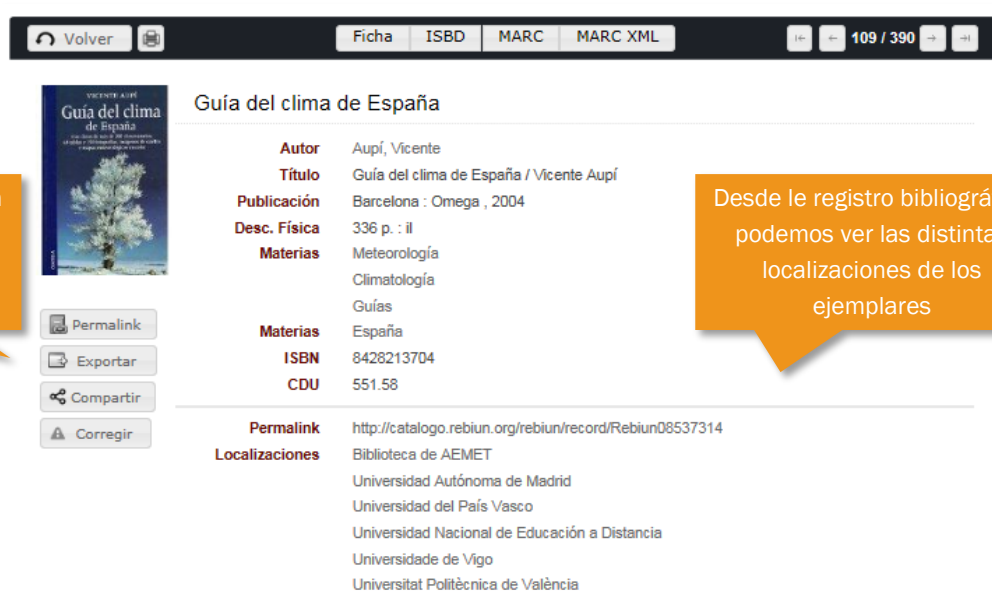 Volver
Ficha ISBD MARC MARC XML
109 / 390
VICENTE AUPÍ
Guía del clima
de España
Guía del clima de España
Autor Aupí, Vicente
Título Guía del clima de España / Vicente Aupí
Publicación Barcelona : Omega , 2004
Desc. Física 336 p. : il
Materias Meteorología
Climatología
Guías
Materias España
ISBN 8428213704
CDU 551.58
Permalink
Exportar
Compartir
Corregir
Desde le registro bibliográ
podemos ver las distinta
localizaciones de los
ejemplares
Permalink http://catalogo.rebiun.org/rebiun/record/Rebiun08537314
Localizaciones Biblioteca de AEMET
Universidad Autónoma de Madrid
Universidad del País Vasco
Universidad Nacional de Educación a Distancia
Universidade de Vigo
Universitat Politècnica de València